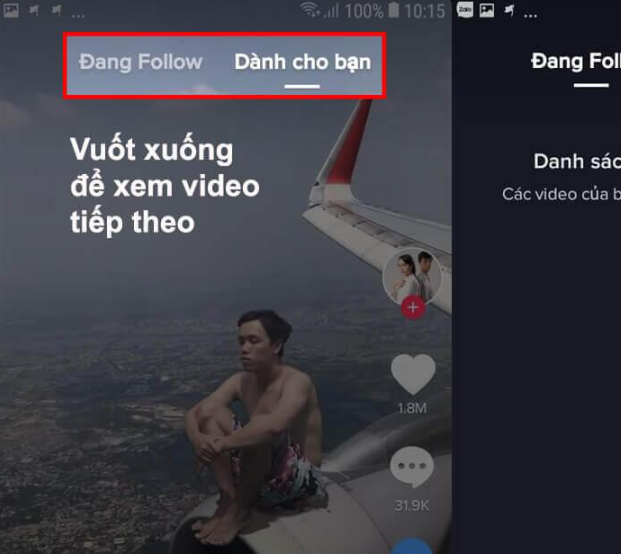 100% 10:15
Đang Follow Dành cho bạn
Vuốt xuống
để xem video
tiếp theo
1.8M
31.9K
Zalo
...
Đang Foll
Danh sác
Các video của b